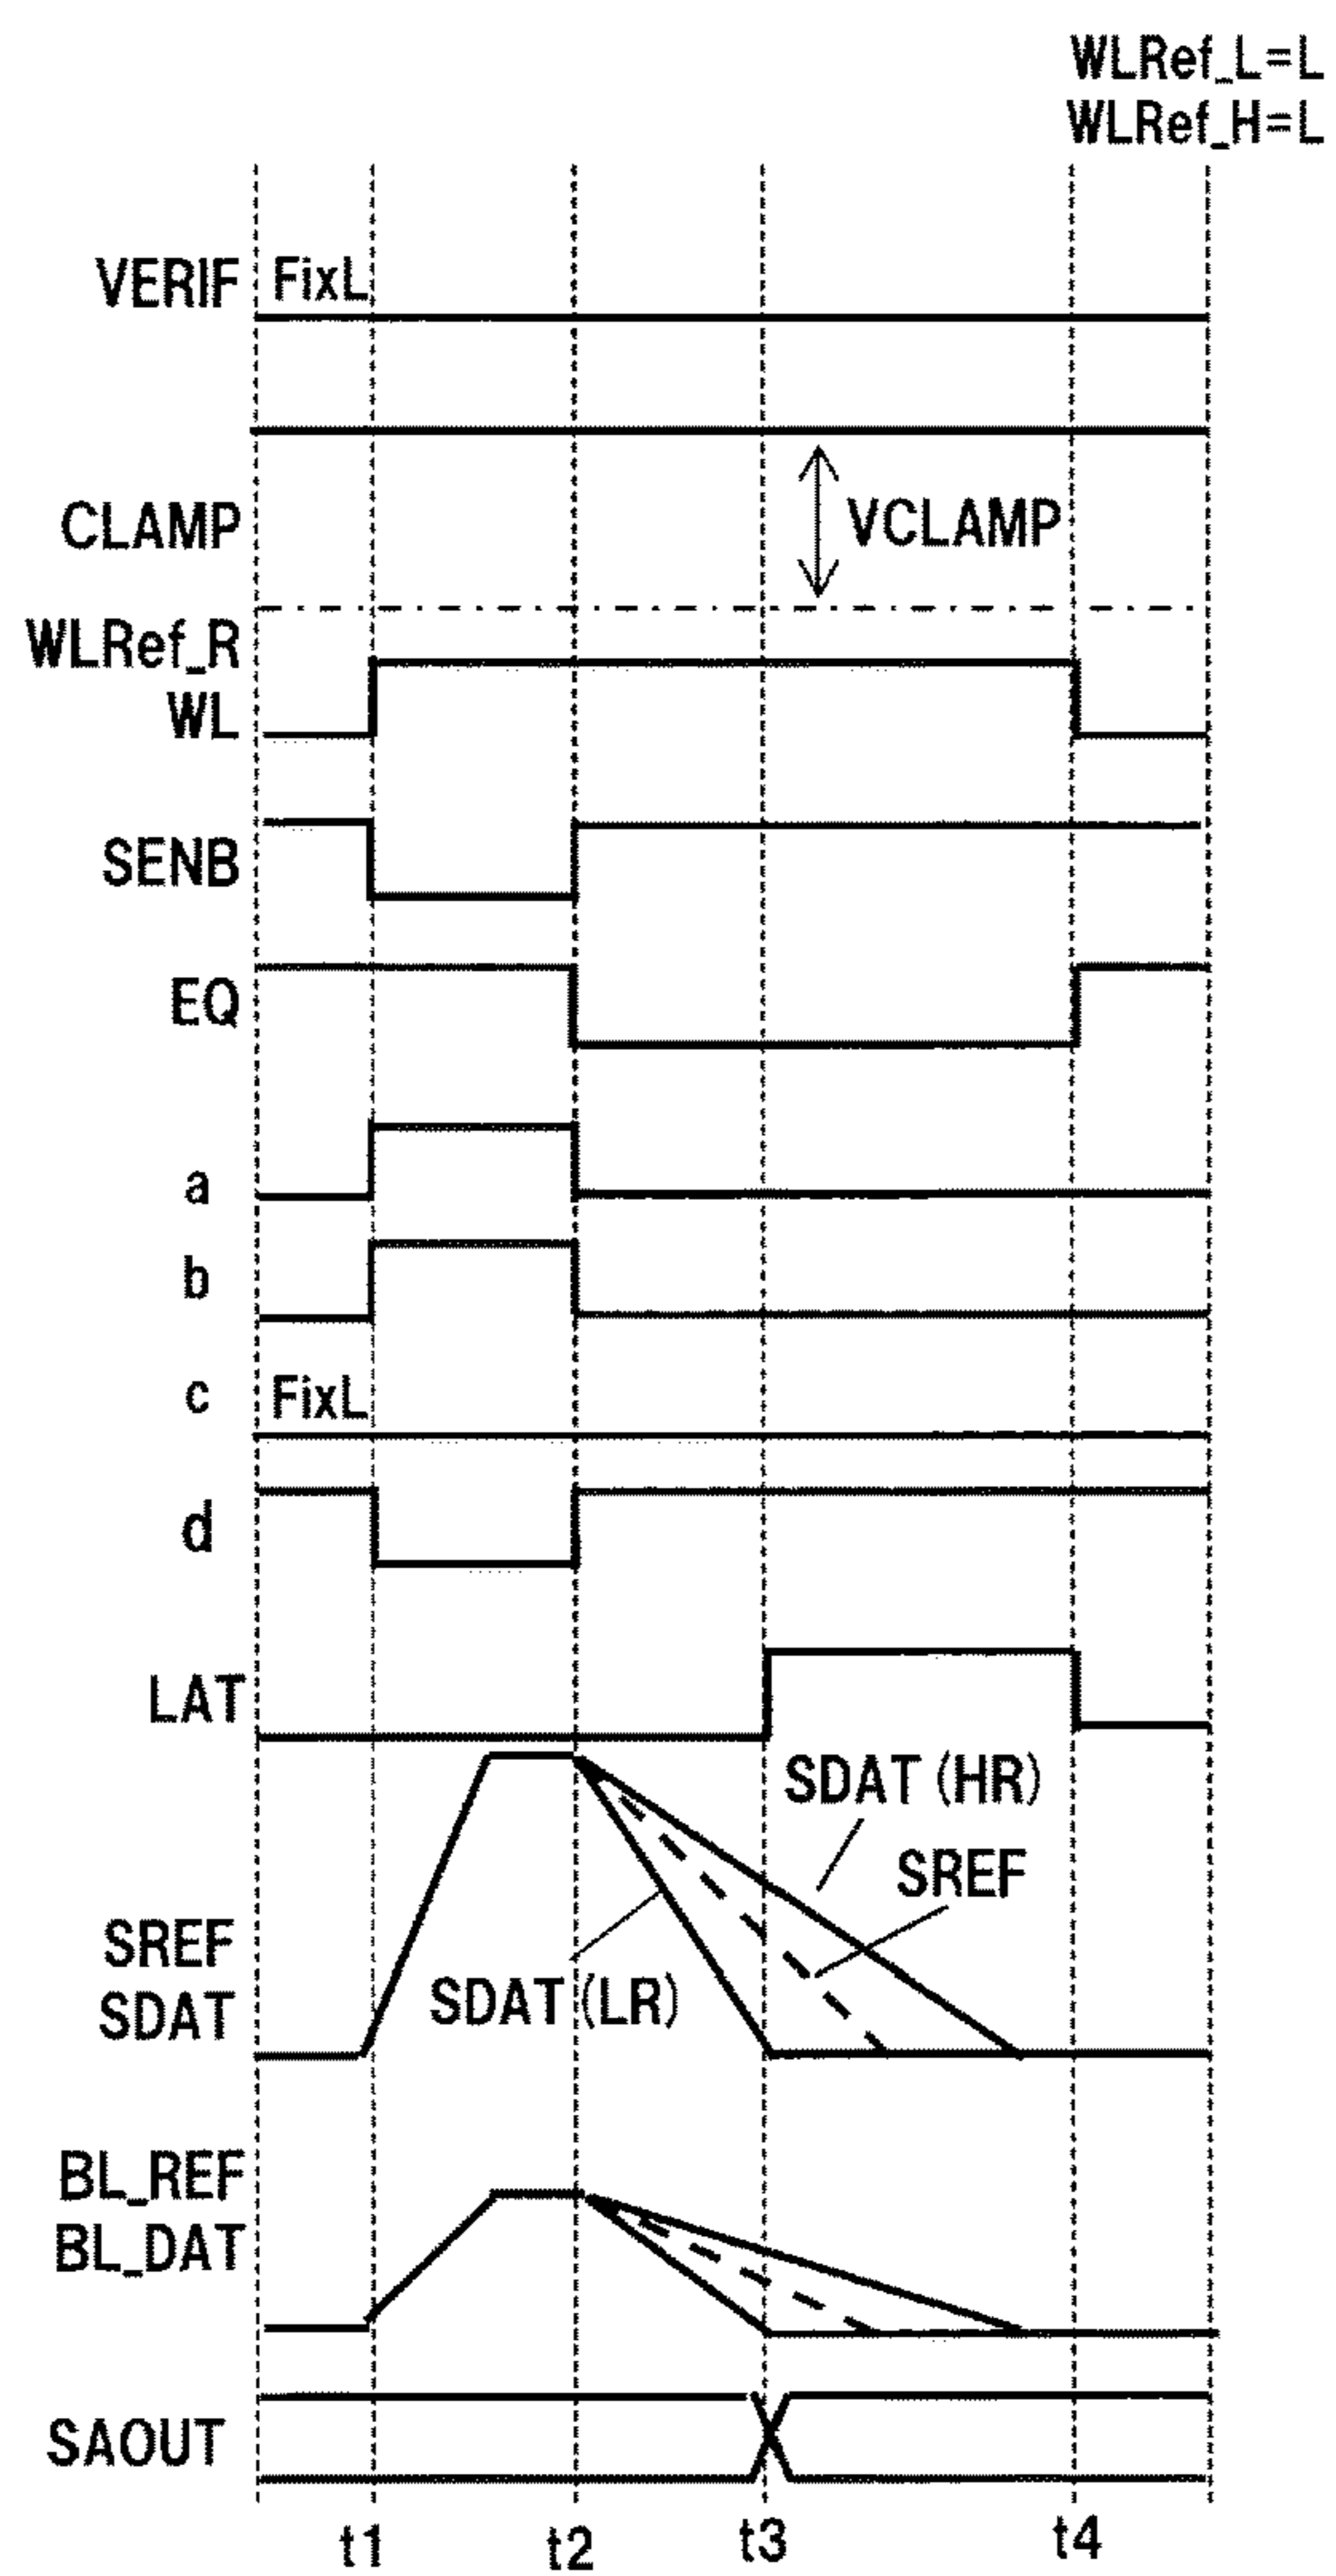 WLRef_L=L
WLRef_H=L
VERIF
FixL
CLAMP
VCLAMP
WLRef_R
WL
SENB
EQ
a
b
c
FixL
d
LAT
SDAT (HR)
SREF
SREF
SDAT
SDAT (LR)
BL_REF
BL_DAT
SAOUT
t1 t2 t3 t4